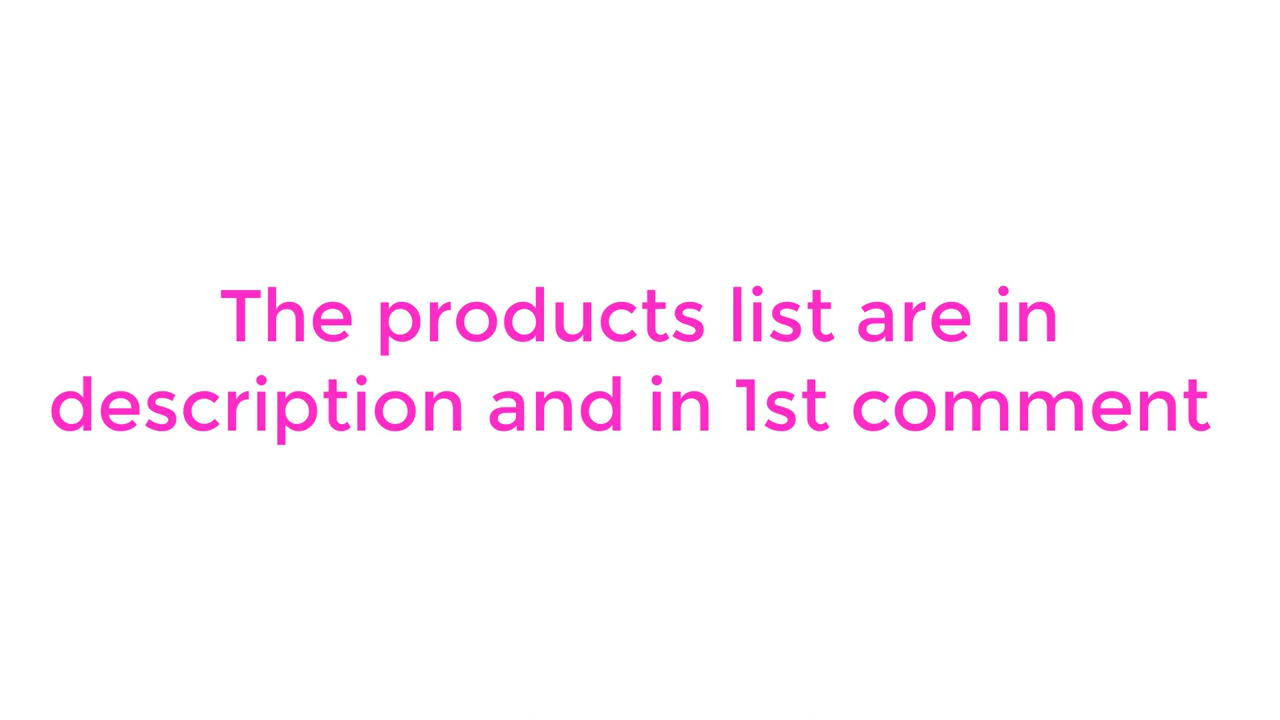 The products list are in
description and in 1st comment